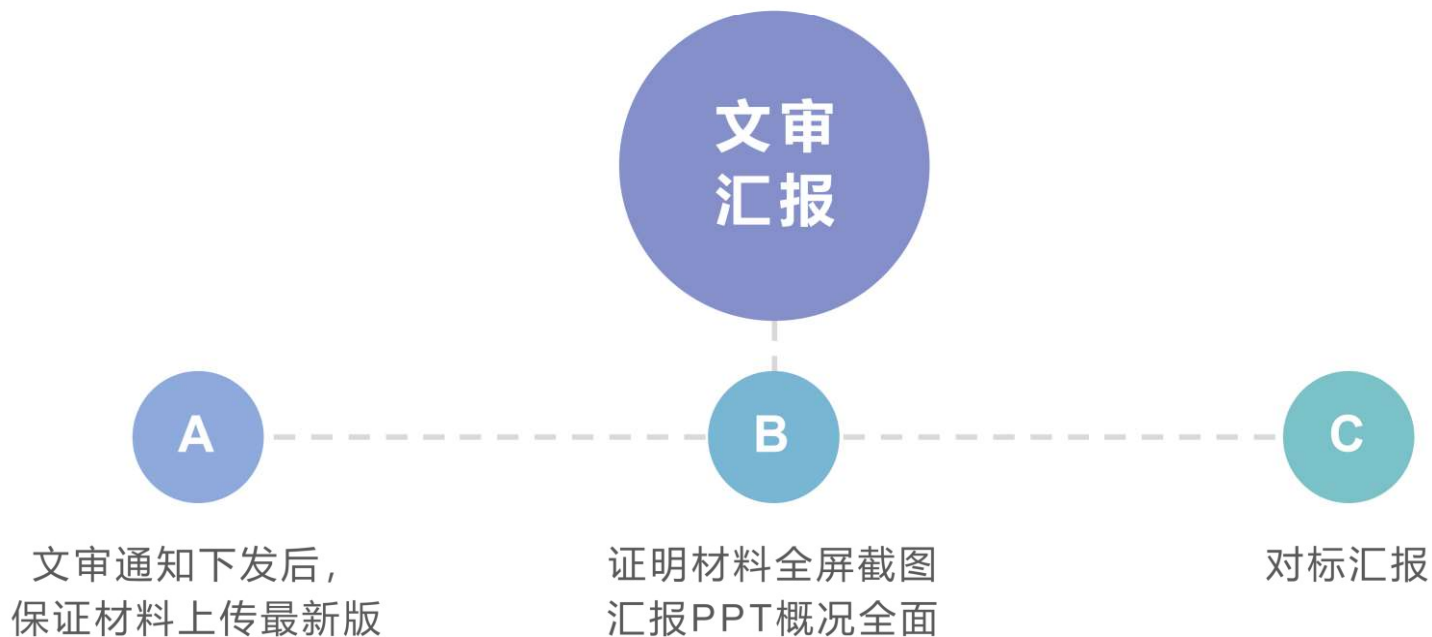 文审
汇报
A
B
C
文审通知下发后，
保证材料上传最新版
证明材料全屏截图
汇报PPT概况全面
对标汇报